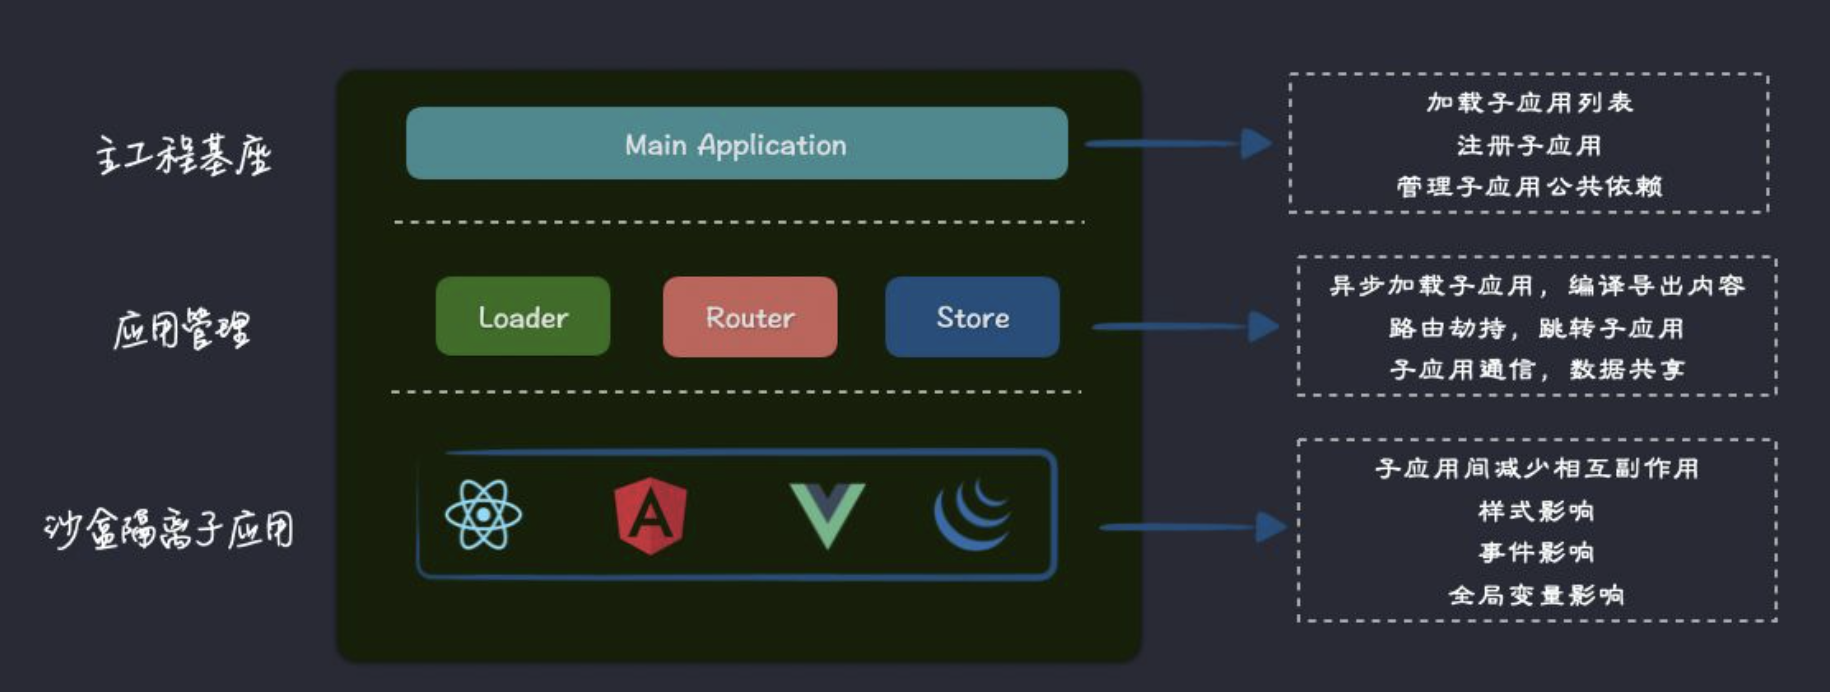 主工程基座
Main Application
加载子应用列表
注册子应用
管理子应用公共依赖
应用管理
Loader
Router
Store
异步加载子应用，编译导出内容
路由劫持，跳转子应用
子应用通信，数据共享
沙盒隔离子应用
A
子应用间减少相互副作用
样式影响
事件影响
全局变量影响